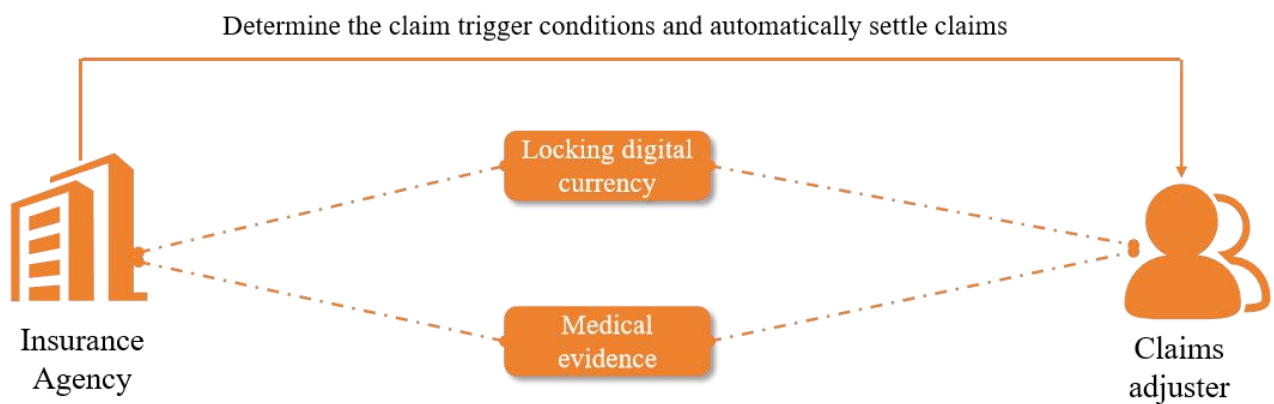 Determine the claim trigger conditions and automatically settle claims
Locking digital
currency
Insurance
Agency
Medical
evidence
Claims
adjuster